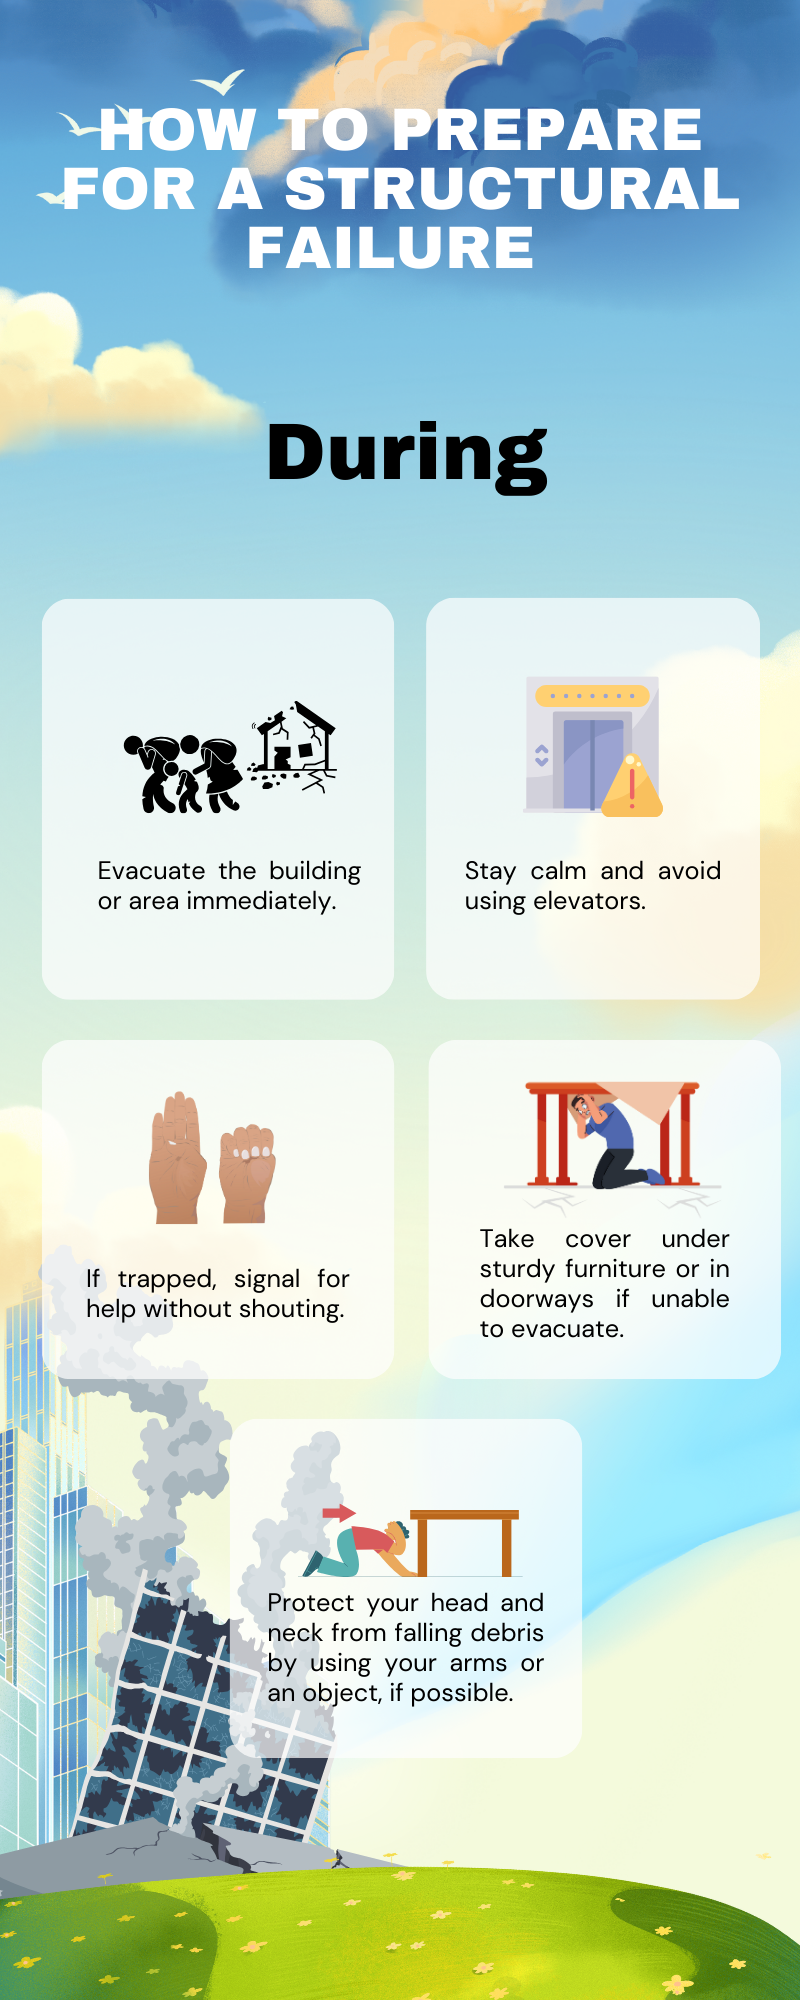 HOW TO PREPARE
FOR A STRUCTURAL
FAILURE
During
Evacuate the building
or area immediately.
Stay calm and avoid
using elevators.
If trapped, signal for
help without shouting.
Take cover under
sturdy furniture or in
doorways if unable
to evacuate.
Protect your head and
neck from falling debris
by using your arms or
an object, if possible.